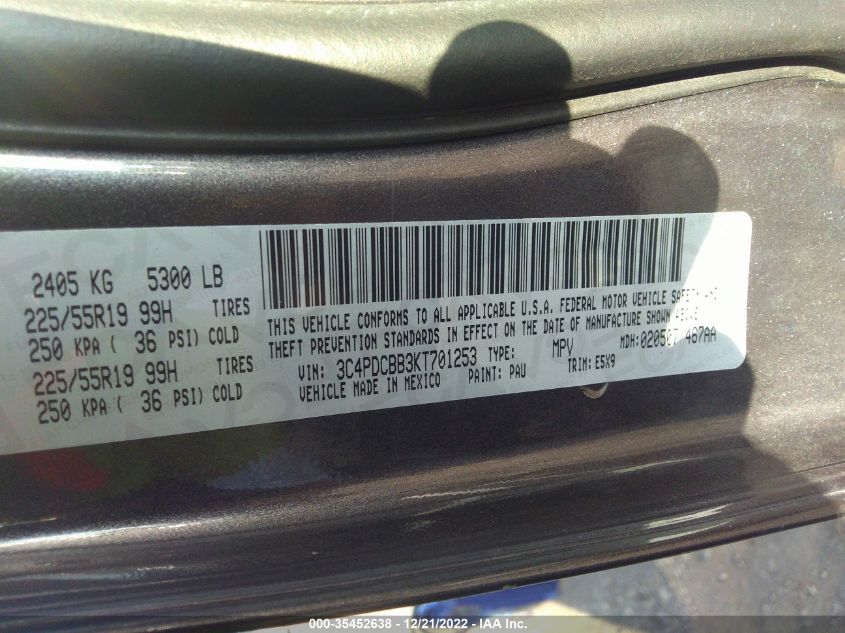 2405 KG 5300 LB
225/55R19 99H TIRES
250 KPA ( 36 PSI) COLD
225/55R19 99H TIRES
250 KPA ( 36 PSI) COLD
THIS VEHICLE CONFORMS TO ALL APPLICABLE U.S.A. FEDERAL MOTOR VEHICLE
THEFT PREVENTION STANDARDS IN EFFECT ON THE DATE OF MANUFACTURE SHOWN
VIN: 3C4PDCBB3KT701253 TYPE: MPV MDH:020507 487AA
VEHICLE MADE IN MEXICO PAINT: PAU TRIM: E5X9
000-35452638 - 12/21/2022 - IAA Inc.